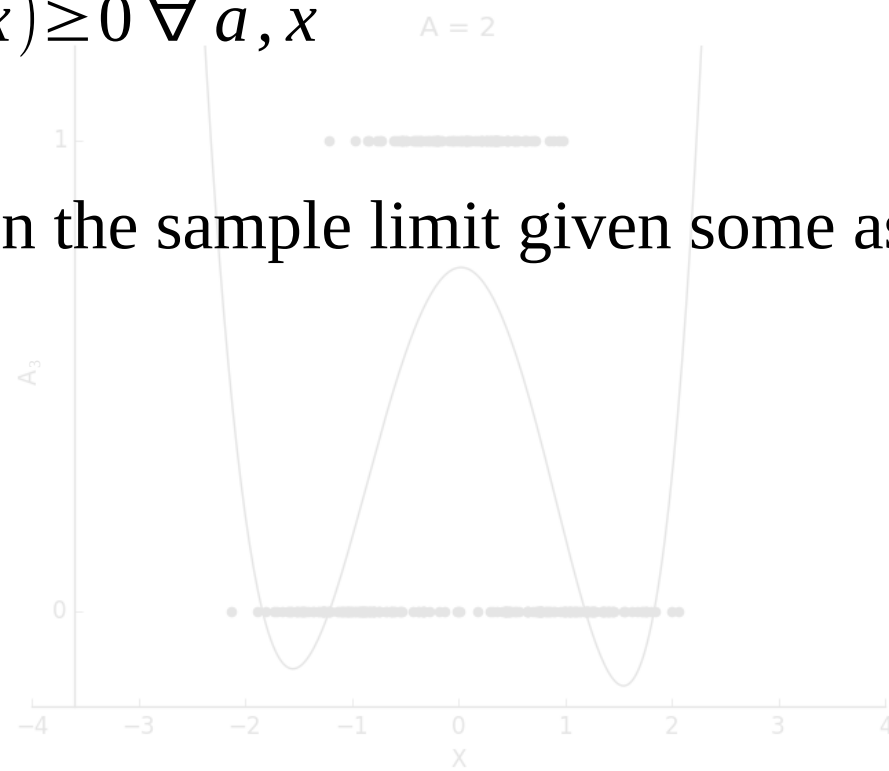 x)≥0 ∀ a, x
A = 2
1
n the sample limit given some as
A₃
0
−4 −3 −2 −1 0 1 2 3 4
X